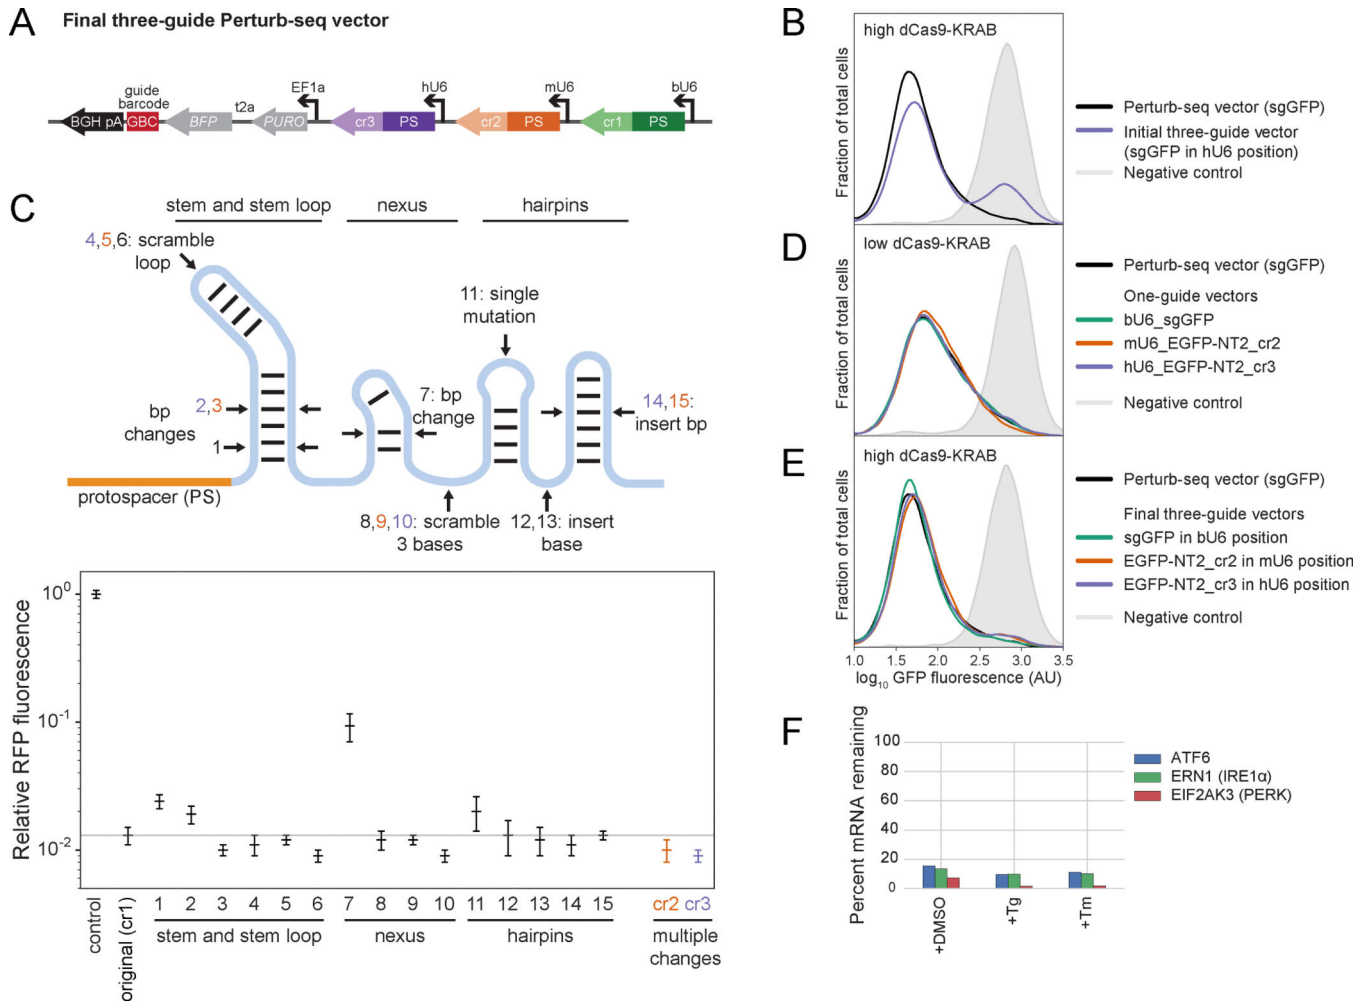 A
Final three-guide Perturb-seq vector
BGH pA
guide
barcode
GBC
BFP
t2a
PURO
EF1a
cr3
PS
hU6
cr2
PS
mU6
cr1
PS
bU6
B
high dCas9-KRAB
Fraction of total cells
Perturb-seq vector (sgGFP)
Initial three-guide vector
(sgGFP in hU6 position)
Negative control
C
stem and stem loop
nexus
hairpins
4,5,6: scramble
loop
11: single
mutation
2,3
bp
changes
1
7: bp
change
14,15:
insert bp
protospacer (PS)
8,9,10: scramble
3 bases
12,13: insert
base
Relative RFP fluorescence
10⁰
10⁻¹
10⁻²
control
original (cr1)
1 2 3 4 5 6 7 8 9 10 11 12 13 14 15 cr2 cr3
stem and stem loop
nexus
hairpins
multiple
changes
D
low dCas9-KRAB
Fraction of total cells
Perturb-seq vector (sgGFP)
One-guide vectors
bU6_sgGFP
mU6_EGFP-NT2_cr2
hU6_EGFP-NT2_cr3
Negative control
E
high dCas9-KRAB
Fraction of total cells
Perturb-seq vector (sgGFP)
Final three-guide vectors
sgGFP in bU6 position
EGFP-NT2_cr2 in mU6 position
EGFP-NT2_cr3 in hU6 position
Negative control
1.0 1.5 2.0 2.5 3.0 3.5
log₁₀ GFP fluorescence (AU)
F
Percent mRNA remaining
100
80
60
40
20
0
+DMSO
+Tg
+Tm
ATF6
ERN1 (IRE1α)
EIF2AK3 (PERK)